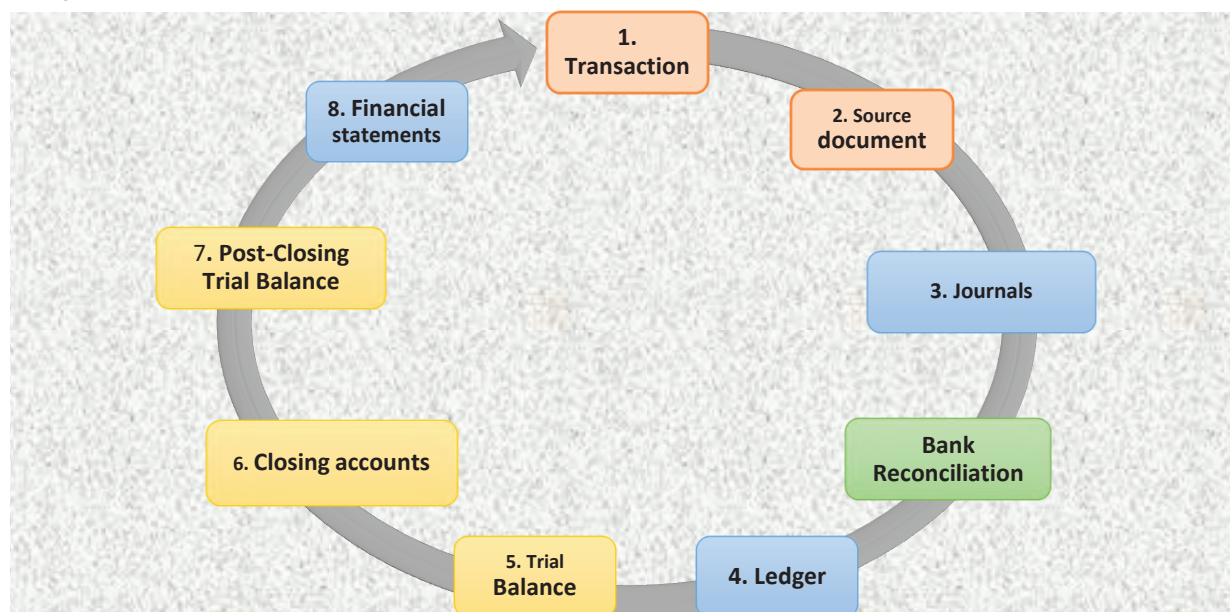 1.
Transaction
2. Source
document
3. Journals
Bank
Reconciliation
4. Ledger
5. Trial
Balance
6. Closing accounts
7. Post-Closing
Trial Balance
8. Financial
statements